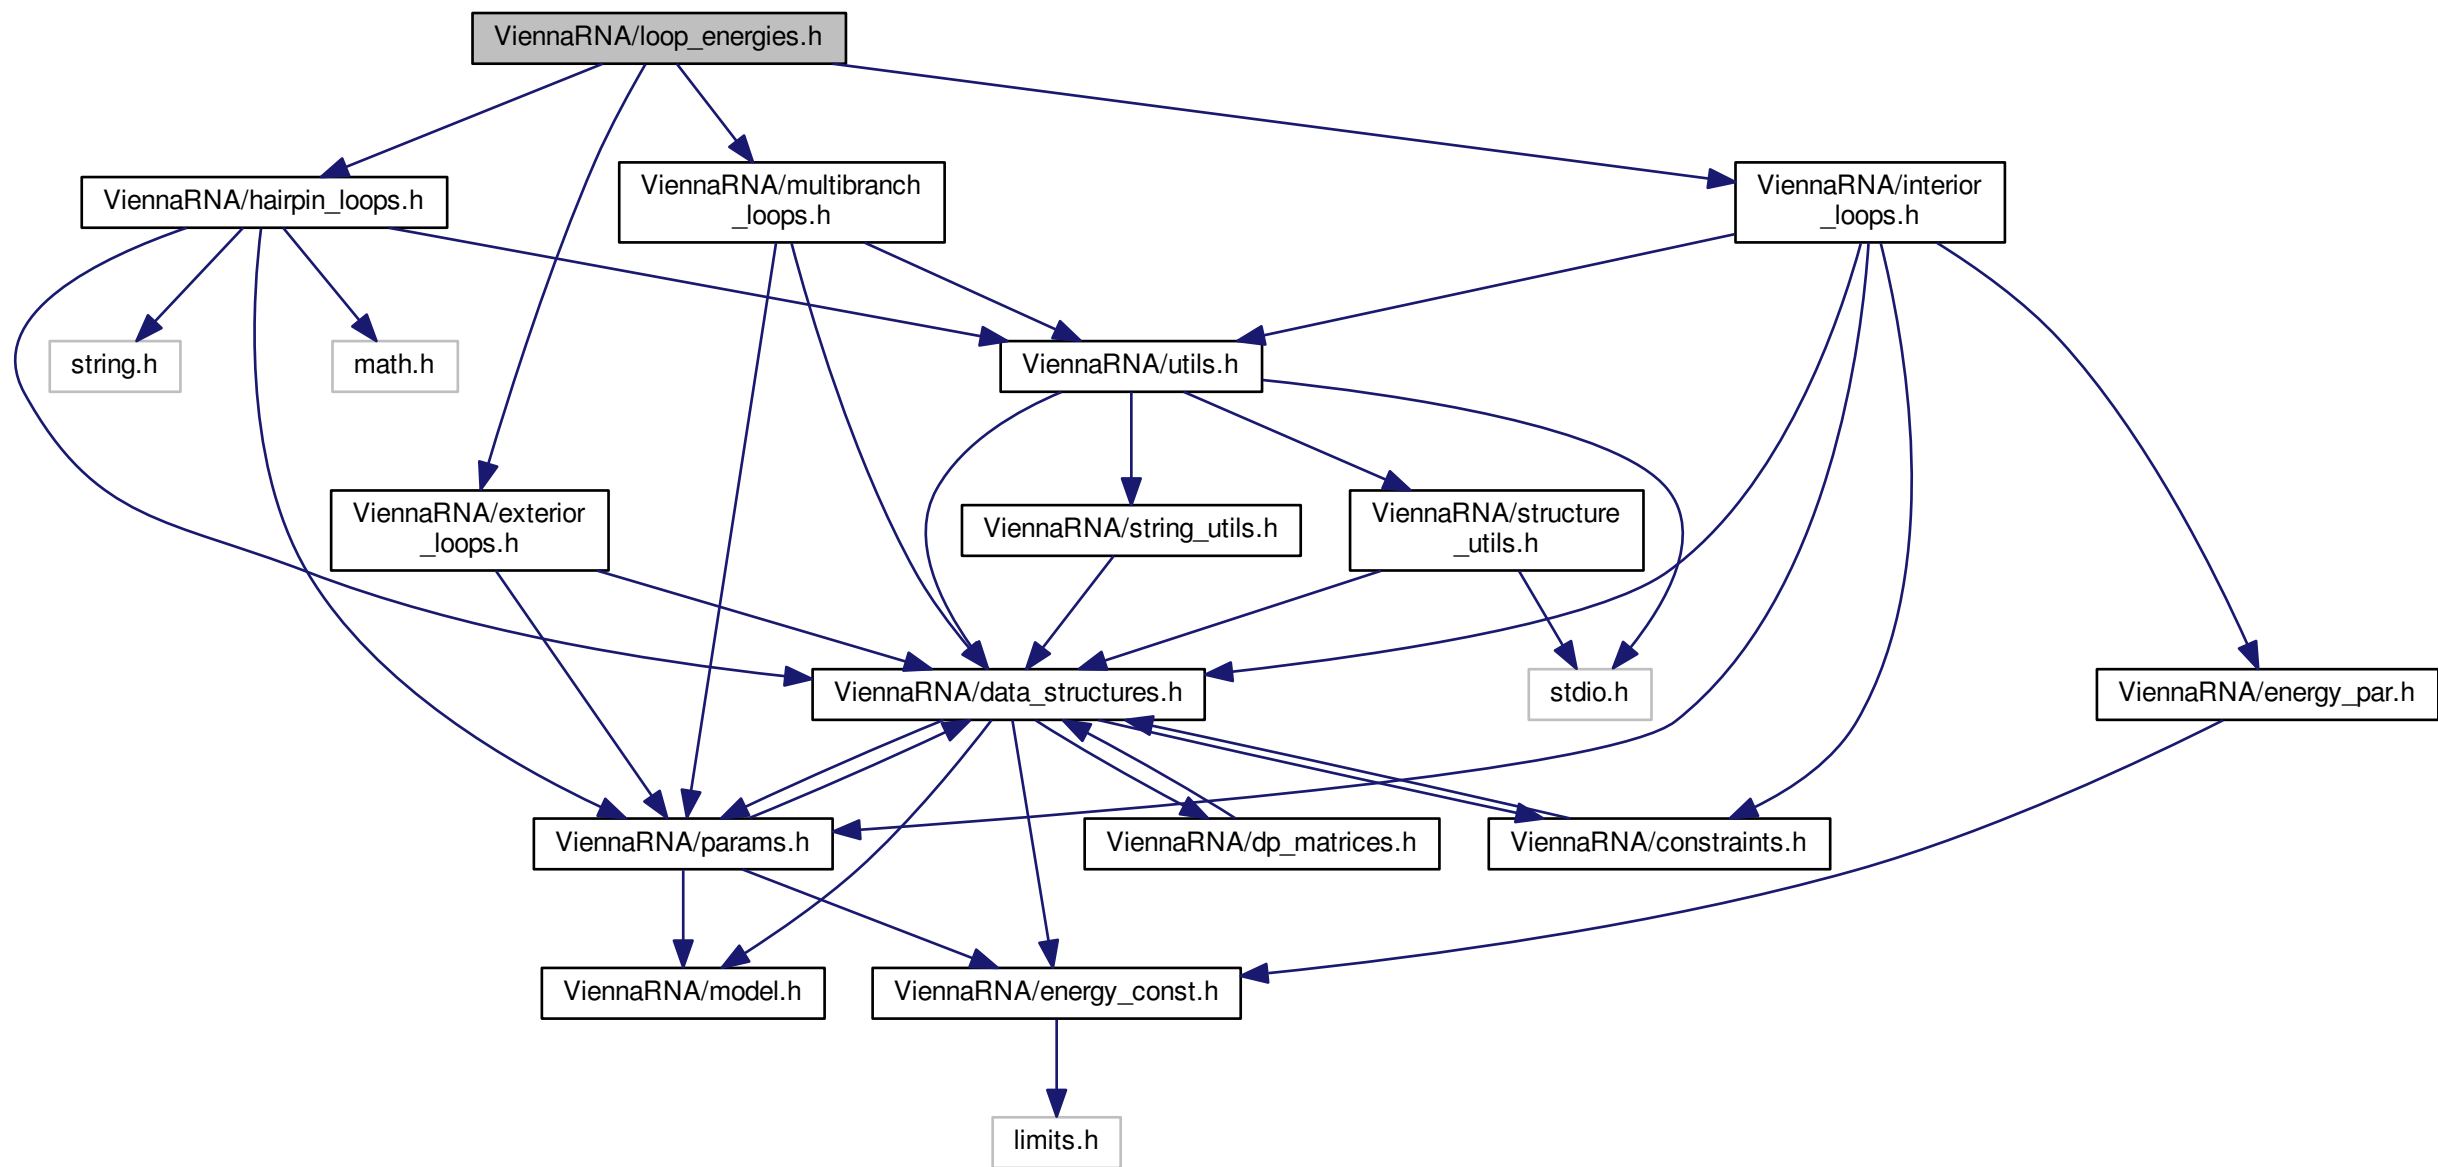 ViennaRNA/loop_energies.h
ViennaRNA/hairpin_loops.h
ViennaRNA/multibranch
_loops.h
ViennaRNA/interior
_loops.h
string.h
math.h
ViennaRNA/utils.h
ViennaRNA/exterior
_loops.h
ViennaRNA/string_utils.h
ViennaRNA/structure
_utils.h
ViennaRNA/data_structures.h
stdio.h
ViennaRNA/energy_par.h
ViennaRNA/params.h
ViennaRNA/dp_matrices.h
ViennaRNA/constraints.h
ViennaRNA/model.h
ViennaRNA/energy_const.h
limits.h